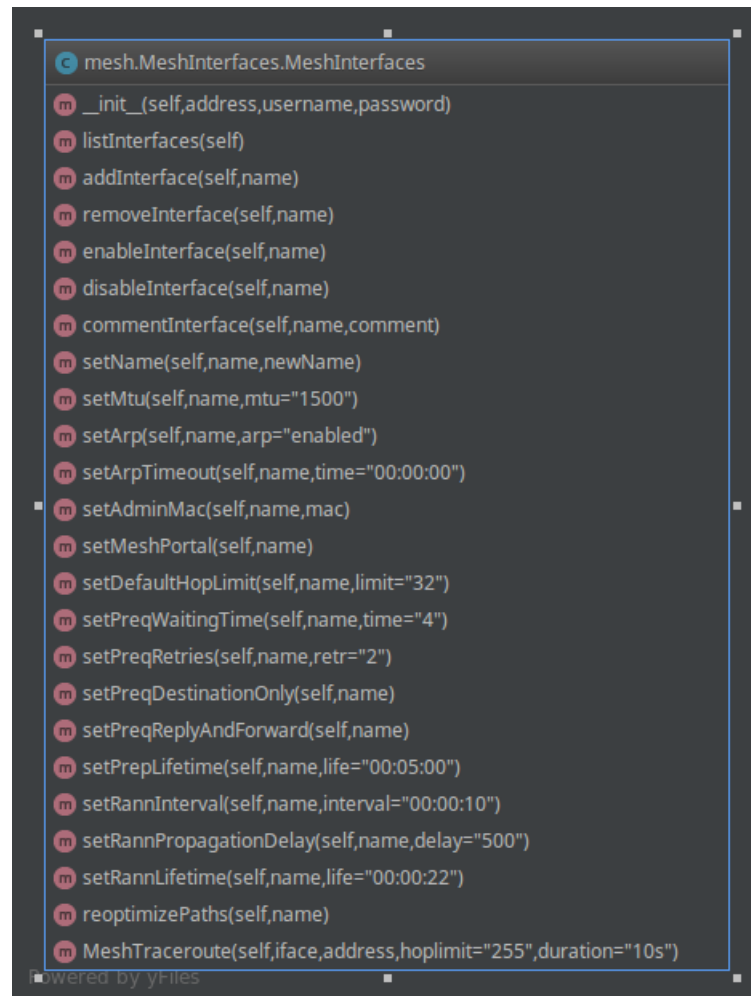 C mesh.MeshInterfaces.MeshInterfaces
m __init__(self,address,username,password)
m listInterfaces(self)
m addInterface(self,name)
m removeInterface(self,name)
m enableInterface(self,name)
m disableInterface(self,name)
m commentInterface(self,name,comment)
m setName(self,name,newName)
m setMtu(self,name,mtu="1500")
m setArp(self,name,arp="enabled")
m setArpTimeout(self,name,time="00:00:00")
m setAdminMac(self,name,mac)
m setMeshPortal(self,name)
m setDefaultHopLimit(self,name,limit="32")
m setPreqWaitingTime(self,name,time="4")
m setPreqRetries(self,name,retr="2")
m setPreqDestinationOnly(self,name)
m setPreqReplyAndForward(self,name)
m setPrepLifetime(self,name,life="00:05:00")
m setRannInterval(self,name,interval="00:00:10")
m setRannPropagationDelay(self,name,delay="500")
m setRannLifetime(self,name,life="00:00:22")
m reoptimizePaths(self,name)
m MeshTraceroute(self,iface,address,hoplimit="255",duration="10s")
Powered by yFiles